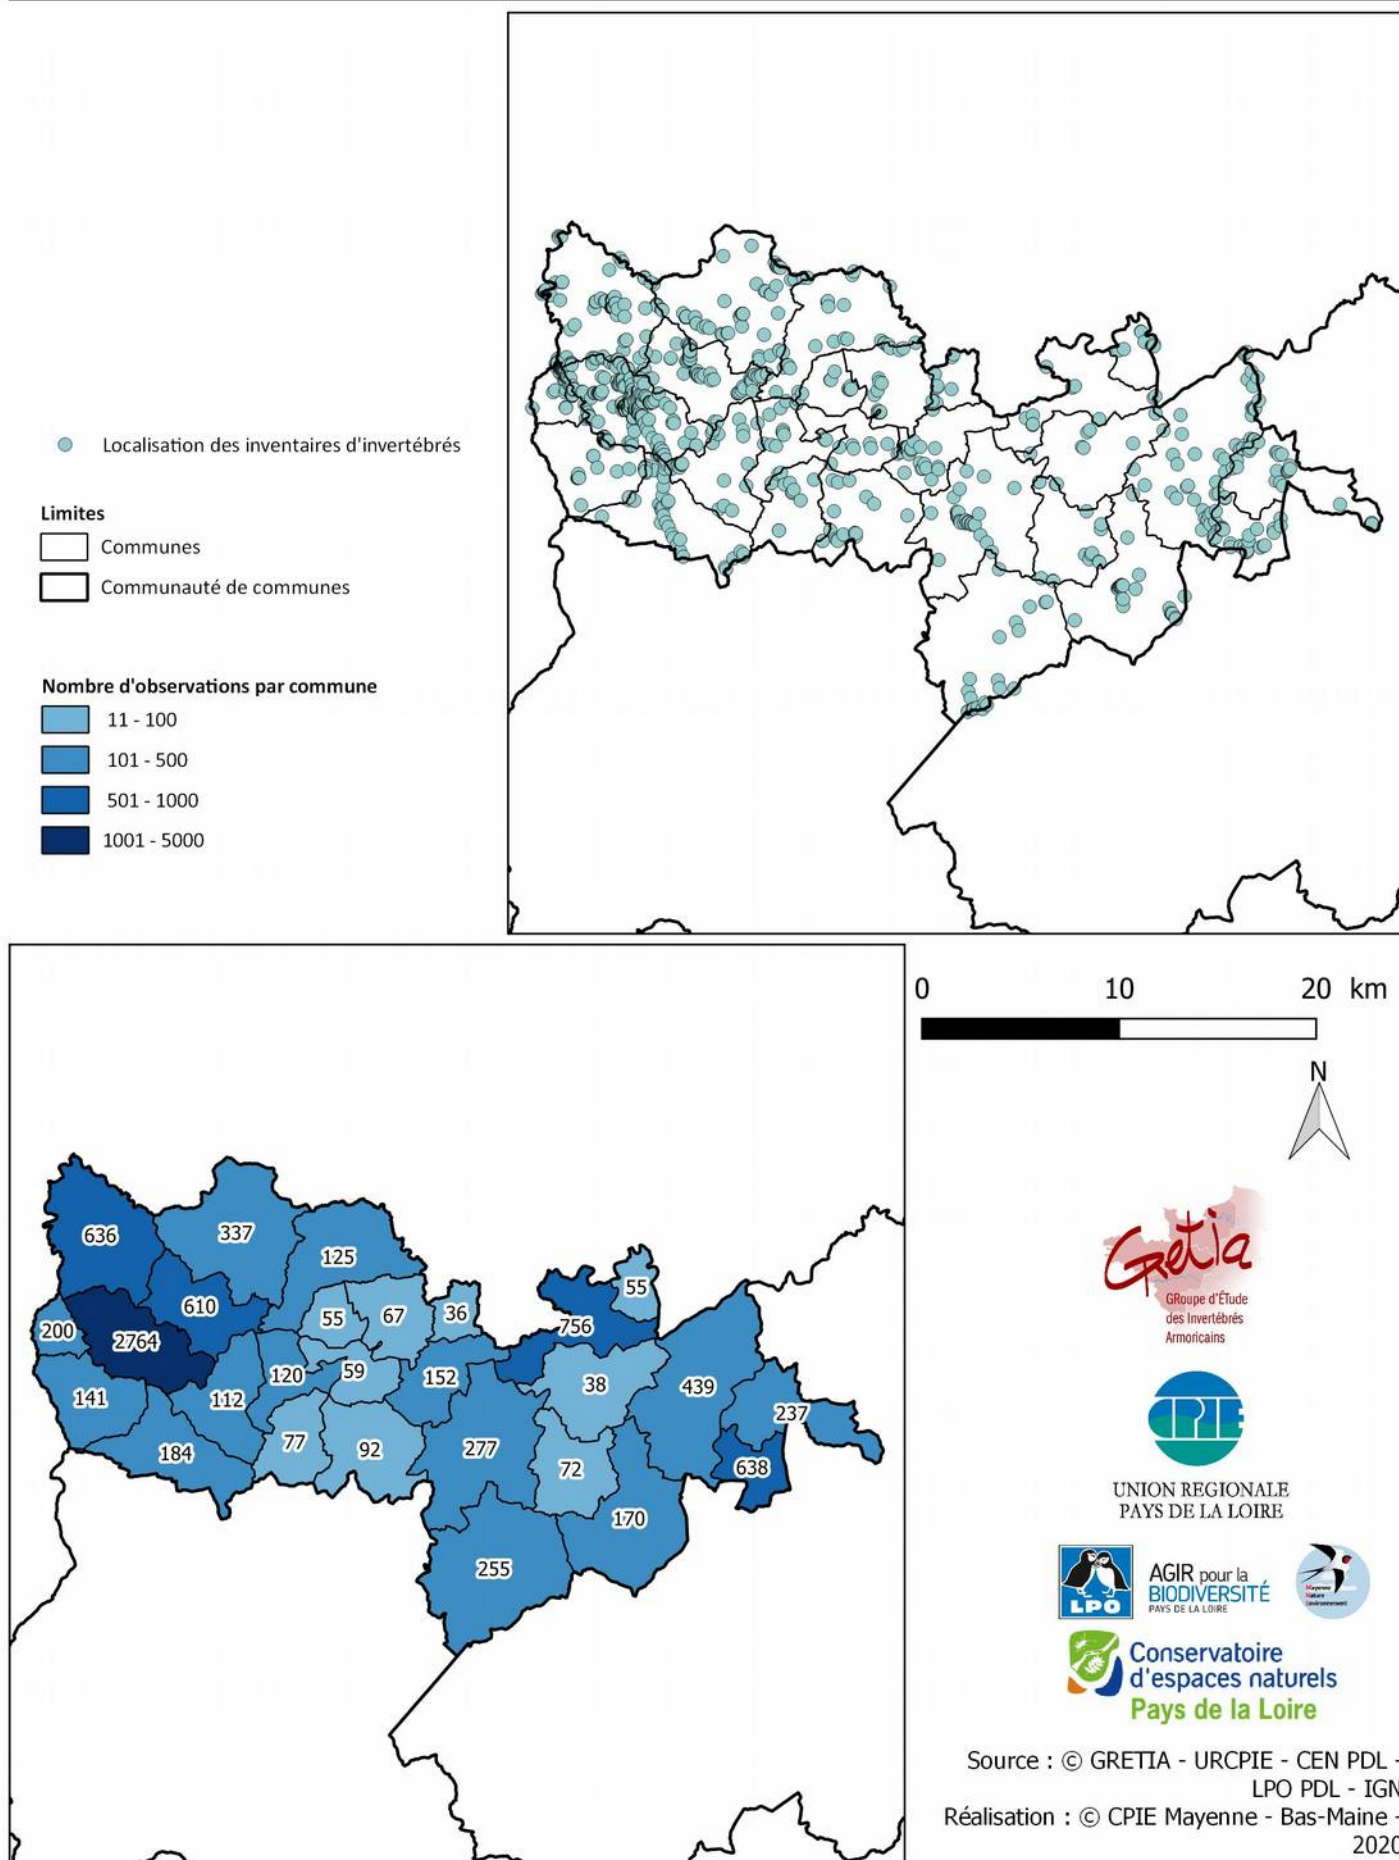 Localisation des inventaires d'invertébrés
Limites
Communes
Communauté de communes
Nombre d'observations par commune
11 - 100
101 - 500
501 - 1000
1001 - 5000
0 10 20 km
N
636
337
125
610
55
67
36
55
756
200
2764
120
59
152
38
439
141
112
237
184
77
92
277
72
638
170
255
Gretia
GRoupe d'ÉTude
des Invertébrés
Armoricains
CPIE
UNION REGIONALE
PAYS DE LA LOIRE
LPO
AGIR pour la
BIODIVERSITÉ
PAYS DE LA LOIRE
Mayenne
Nature
Environnement
Conservatoire
d'espaces naturels
Pays de la Loire
Source : © GRETIA - URCPIE - CEN PDL -
LPO PDL - IGN
Réalisation : © CPIE Mayenne - Bas-Maine -
2020